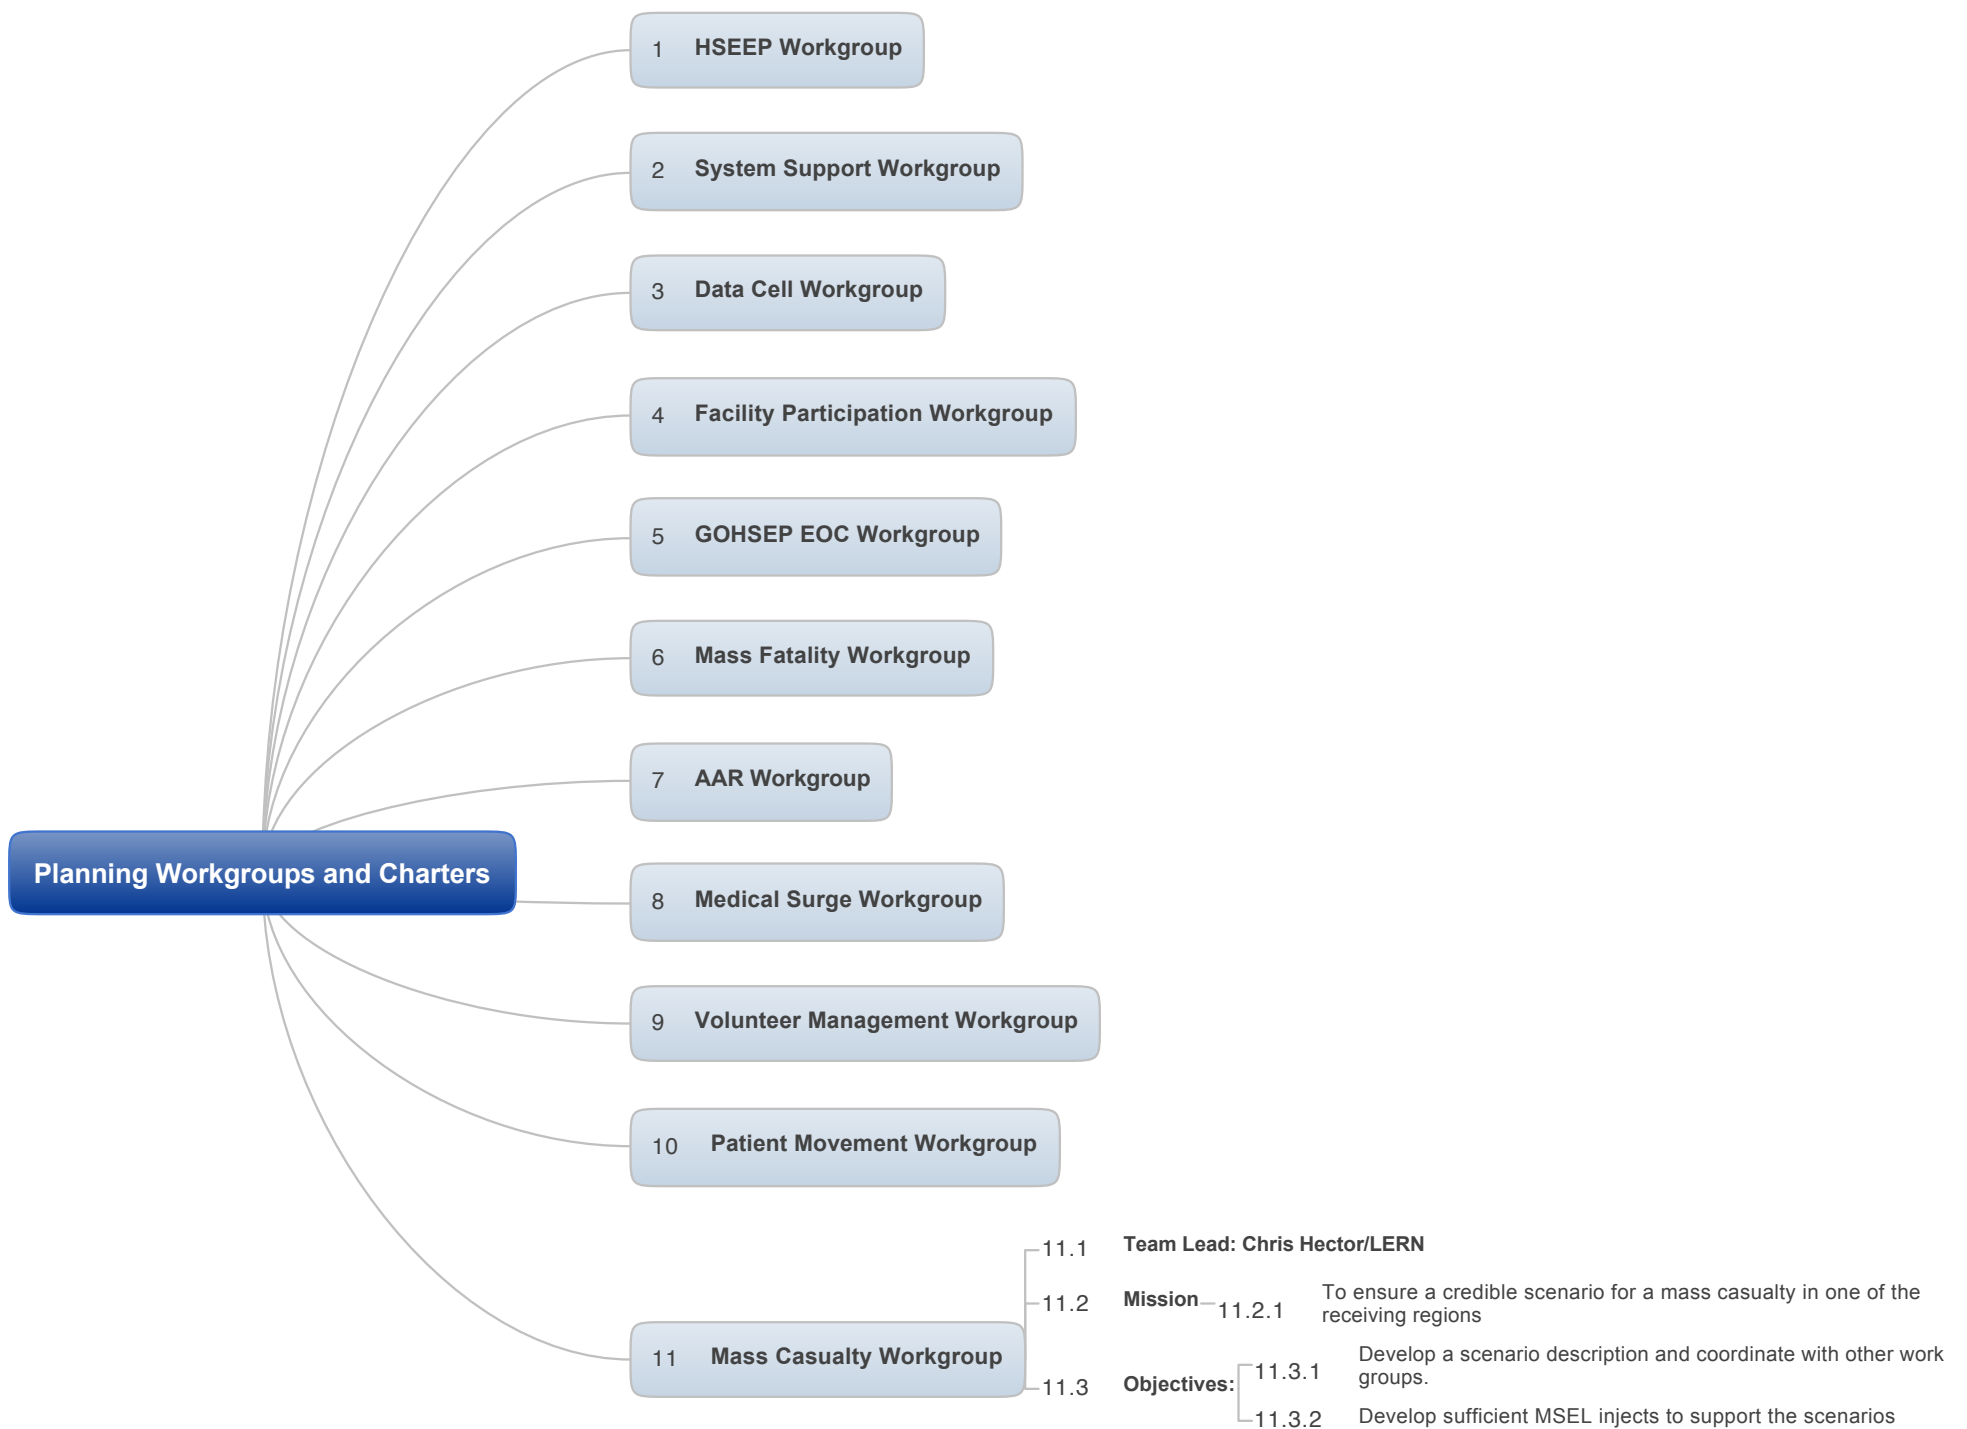 1 HSEEP Workgroup
2 System Support Workgroup
3 Data Cell Workgroup
4 Facility Participation Workgroup
5 GOHSEP EOC Workgroup
6 Mass Fatality Workgroup
7 AAR Workgroup
Planning Workgroups and Charters
8 Medical Surge Workgroup
9 Volunteer Management Workgroup
10 Patient Movement Workgroup
11 Mass Casualty Workgroup
11.1 Team Lead: Chris Hector/LERN
11.2 Mission
11.2.1 To ensure a credible scenario for a mass casualty in one of the
receiving regions
11.3 Objectives:
11.3.1 Develop a scenario description and coordinate with other work
groups.
11.3.2 Develop sufficient MSEL injects to support the scenarios